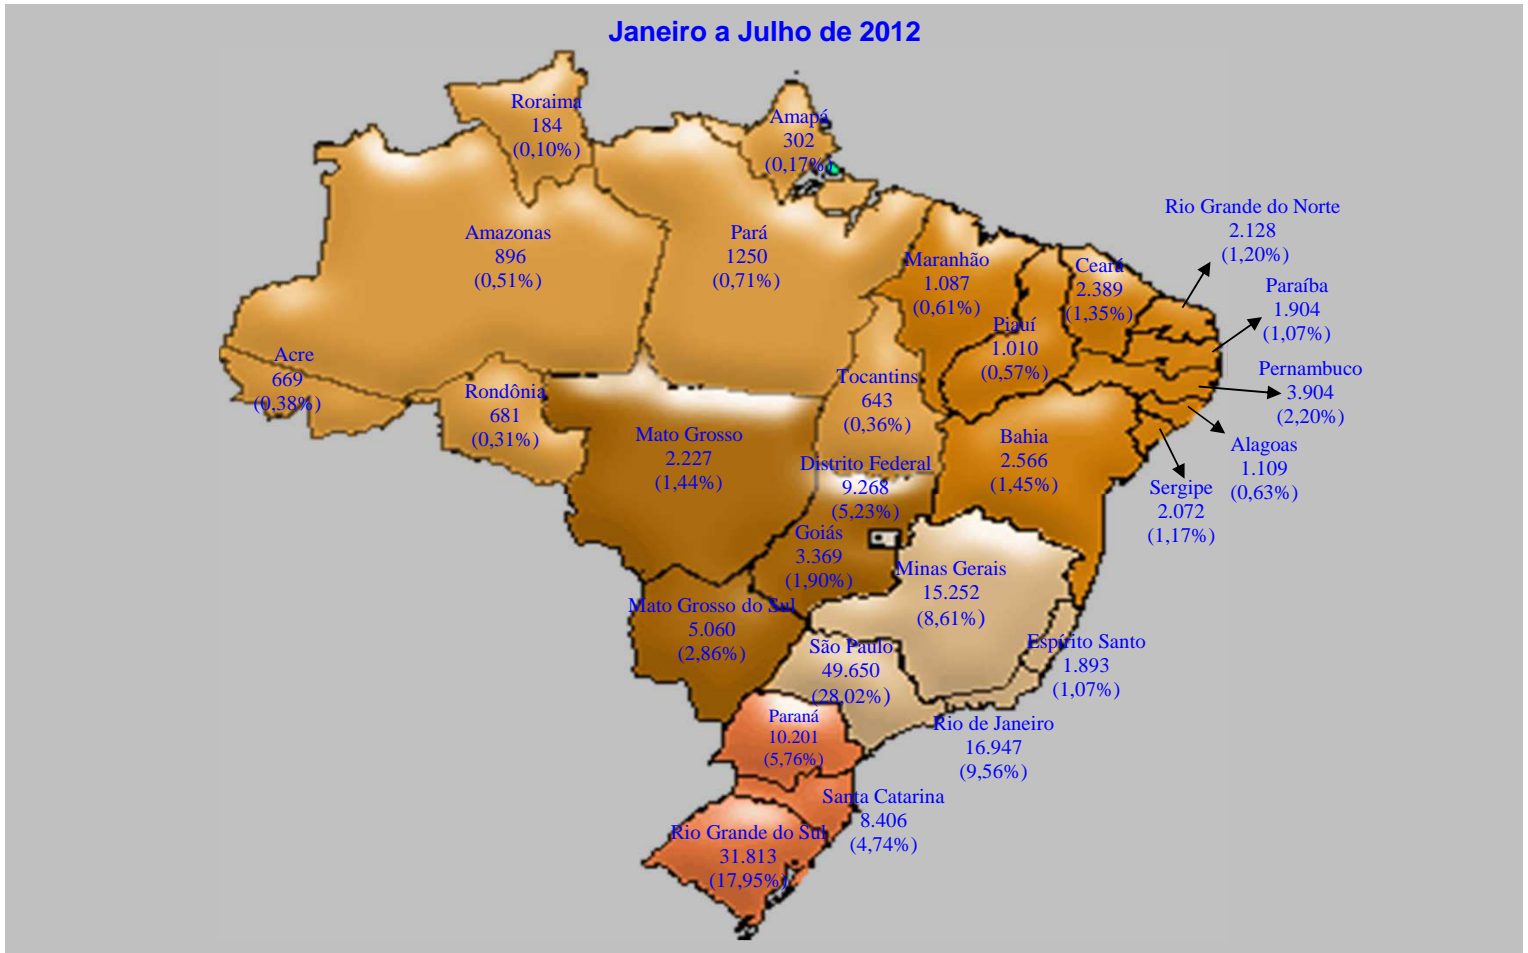 Janeiro a Julho de 2012
Roraima
184
(0,10%)
Amapá
302
(0,17%)
Amazonas
896
(0,51%)
Pará
1250
(0,71%)
Maranhão
1.087
(0,61%)
Ceará
2.389
(1,35%)
Rio Grande do Norte
2.128
(1,20%)
Paraíba
1.904
(1,07%)
Piauí
1.010
(0,57%)
Pernambuco
3.904
(2,20%)
Acre
669
(0,38%)
Rondônia
681
(0,31%)
Tocantins
643
(0,36%)
Mato Grosso
2.227
(1,44%)
Bahia
2.566
(1,45%)
Alagoas
1.109
(0,63%)
Sergipe
2.072
(1,17%)
Distrito Federal
9.268
(5,23%)
Goiás
3.369
(1,90%)
Minas Gerais
15.252
(8,61%)
Mato Grosso do Sul
5.060
(2,86%)
São Paulo
49.650
(28,02%)
Espírito Santo
1.893
(1,07%)
Rio de Janeiro
16.947
(9,56%)
Paraná
10.201
(5,76%)
Santa Catarina
8.406
(4,74%)
Rio Grande do Sul
31.813
(17,95%)